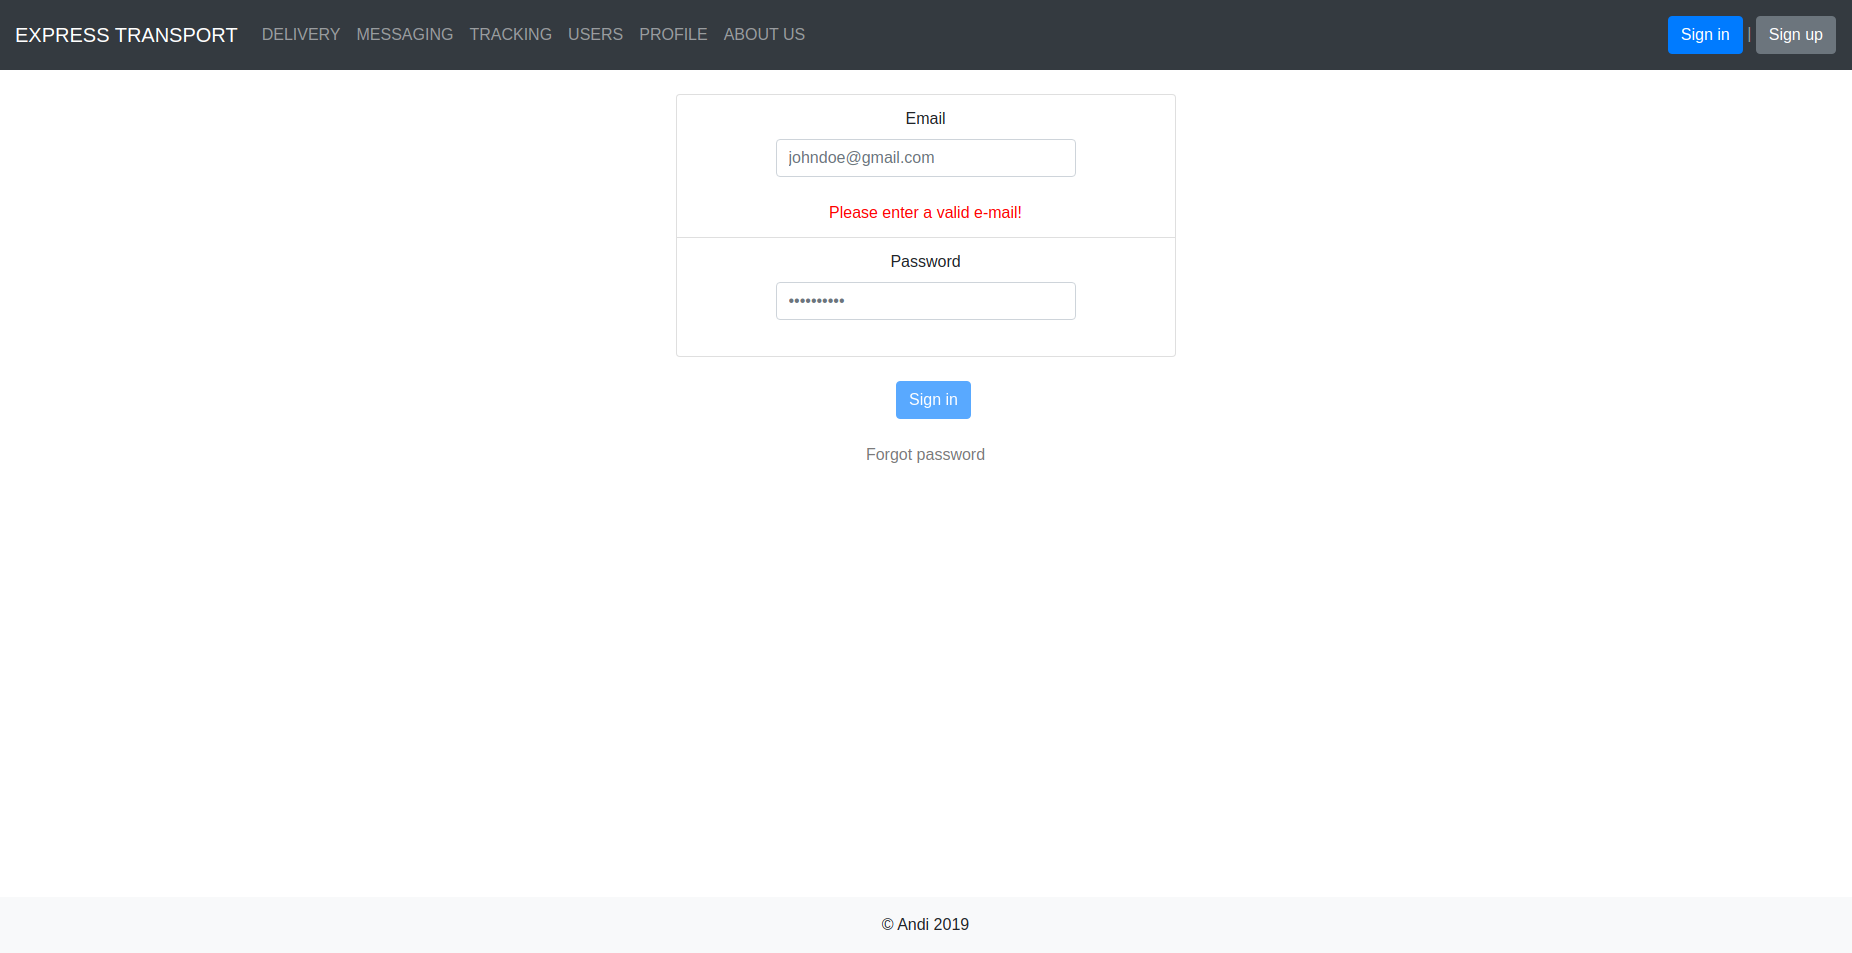 EXPRESS TRANSPORT DELIVERY MESSAGING TRACKING USERS PROFILE ABOUT US Sign in | Sign up
Email
johndoe@gmail.com
Please enter a valid e-mail!
Password
••••••••••
Sign in
Forgot password
© Andi 2019